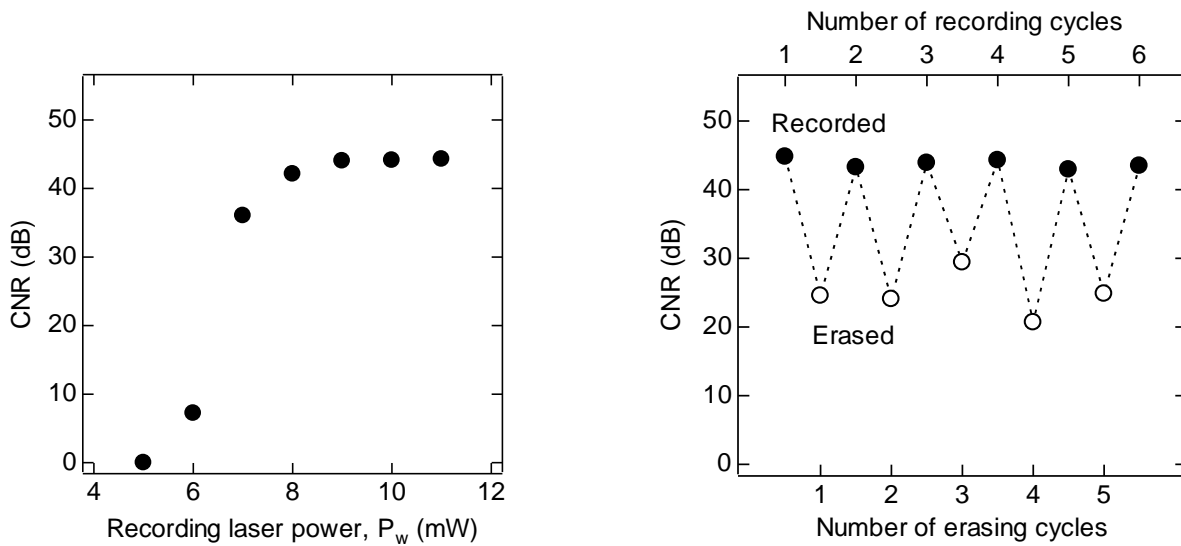 50
40
30
20
10
0
CNR (dB)
4 6 8 10 12
Recording laser power, P_w (mW)
Number of recording cycles
1 2 3 4 5 6
50
40
30
20
10
0
CNR (dB)
Recorded
Erased
1 2 3 4 5
Number of erasing cycles